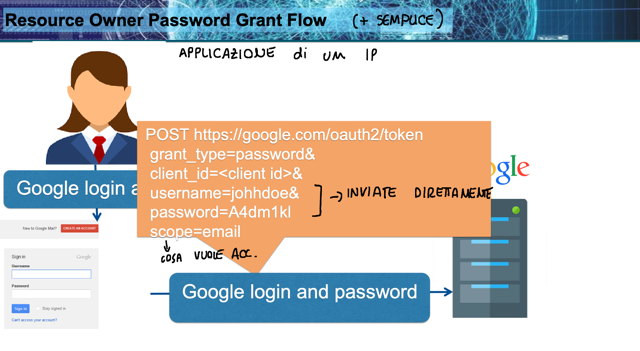 Resource Owner Password Grant Flow (+ SEMPLICE)
APPLICAZIONE di UM IP
POST https://google.com/oauth2/token
grant_type=password&
client_id=<client id>&
username=johhdoe&
password=A4dm1kl
→ INVIATE DIRETTAMENTE
scope=email
COSA VUOLE ACC.
Google login a
gle
New to Google Mail? CREATE AN ACCOUNT
Sign in Google
Username
Password
Sign in Stay signed in
Can't access your account?
Google login and password